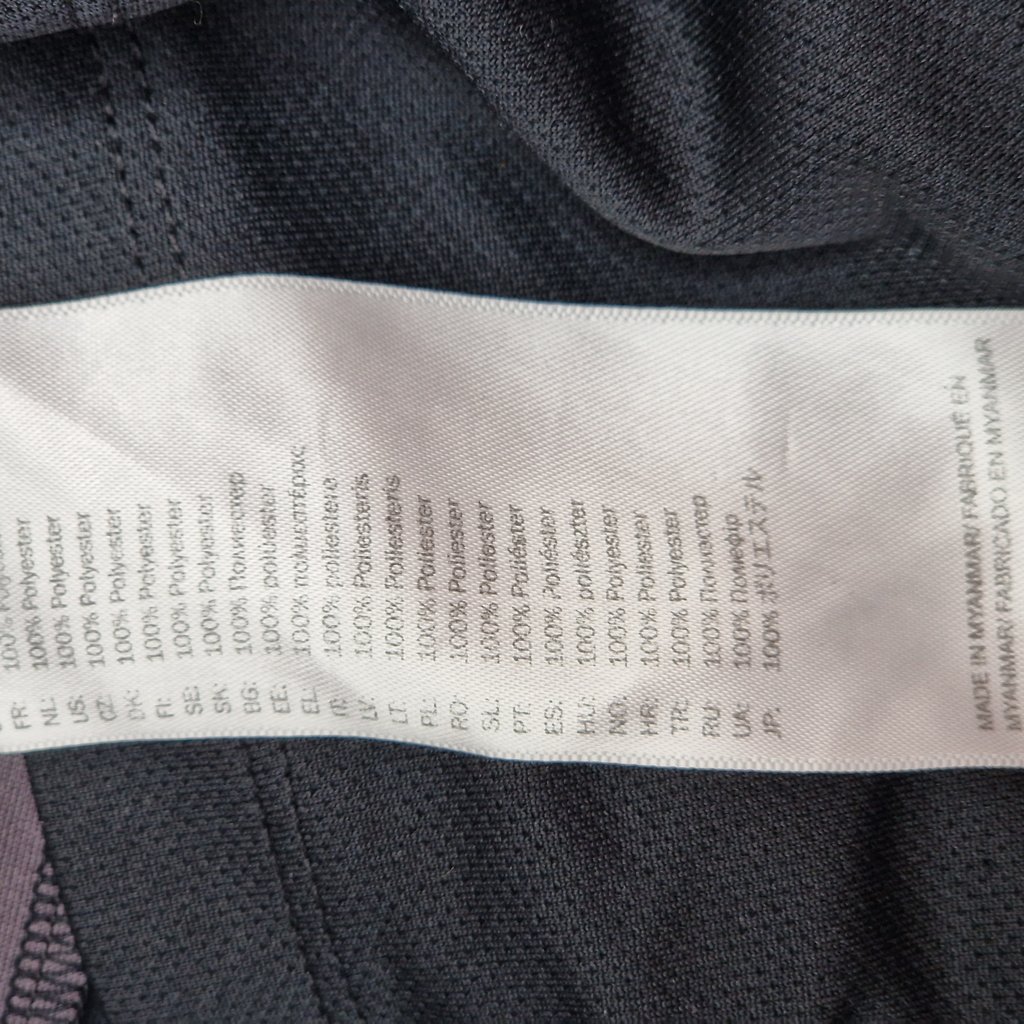 FR: 100% Polyester
NL: 100% Polyester
US: 100% Polyester
CZ: 100% Polyester
DK: 100% Polyester
FI: 100% Polyester
SE: 100% Polyester
SK: 100% Polyester
BG: 100% Полиестер
EE: 100% polüester
EL: 100% πολυεστέρας
IT: 100% poliestere
LV: 100% Poliesteris
LT: 100% Poliesteris
PL: 100% Poliester
RO: 100% Poliester
SL: 100% Poliester
PT: 100% Poliéster
ES: 100% Poliéster
HU: 100% poliészter
NO: 100% Polyester
HR: 100% Poliester
TR: 100% Polyester
RU: 100% Полиэстер
UA: 100% Поліефір
JP: 100% ポリエステル
MADE IN MYANMAR/ FABRIQUÉ EN
MYANMAR/ FABRICADO EN MYANMAR